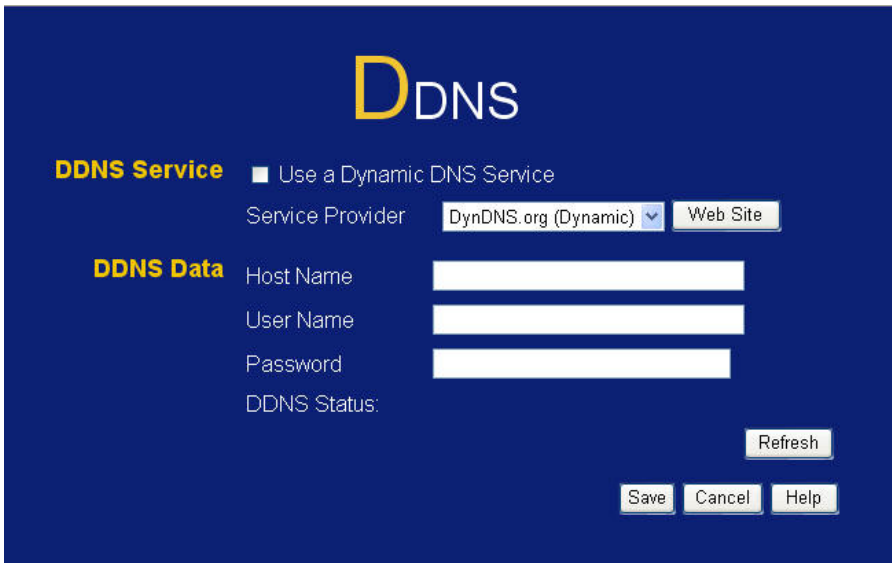 DDNS
DDNS Service
Use a Dynamic DNS Service
Service Provider DynDNS.org (Dynamic) Web Site
DDNS Data
Host Name
User Name
Password
DDNS Status:
Refresh
Save Cancel Help